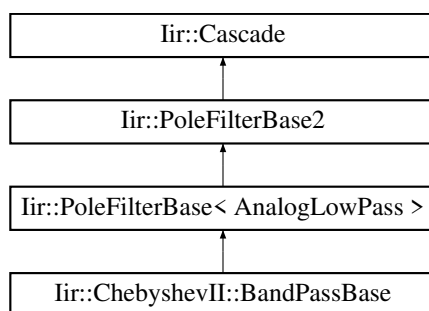 Iir::Cascade
Iir::PoleFilterBase2
Iir::PoleFilterBase< AnalogLowPass >
Iir::ChebyshevII::BandPassBase